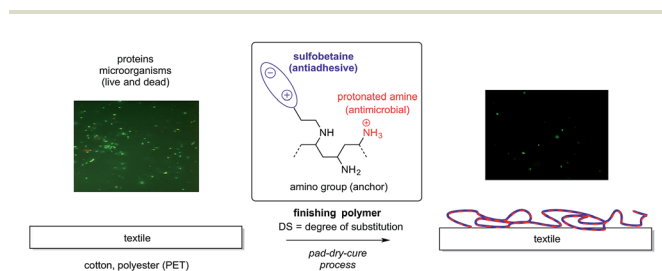 proteins
microorganisms
(live and dead)
textile
cotton, polyester (PET)
sulfobetaine
(antiadhesive)
−
+
protonated amine
(antimicrobial)
+
NH
NH3
NH2
amino group (anchor)
finishing polymer
DS = degree of substitution
pad-dry-cure
process
textile